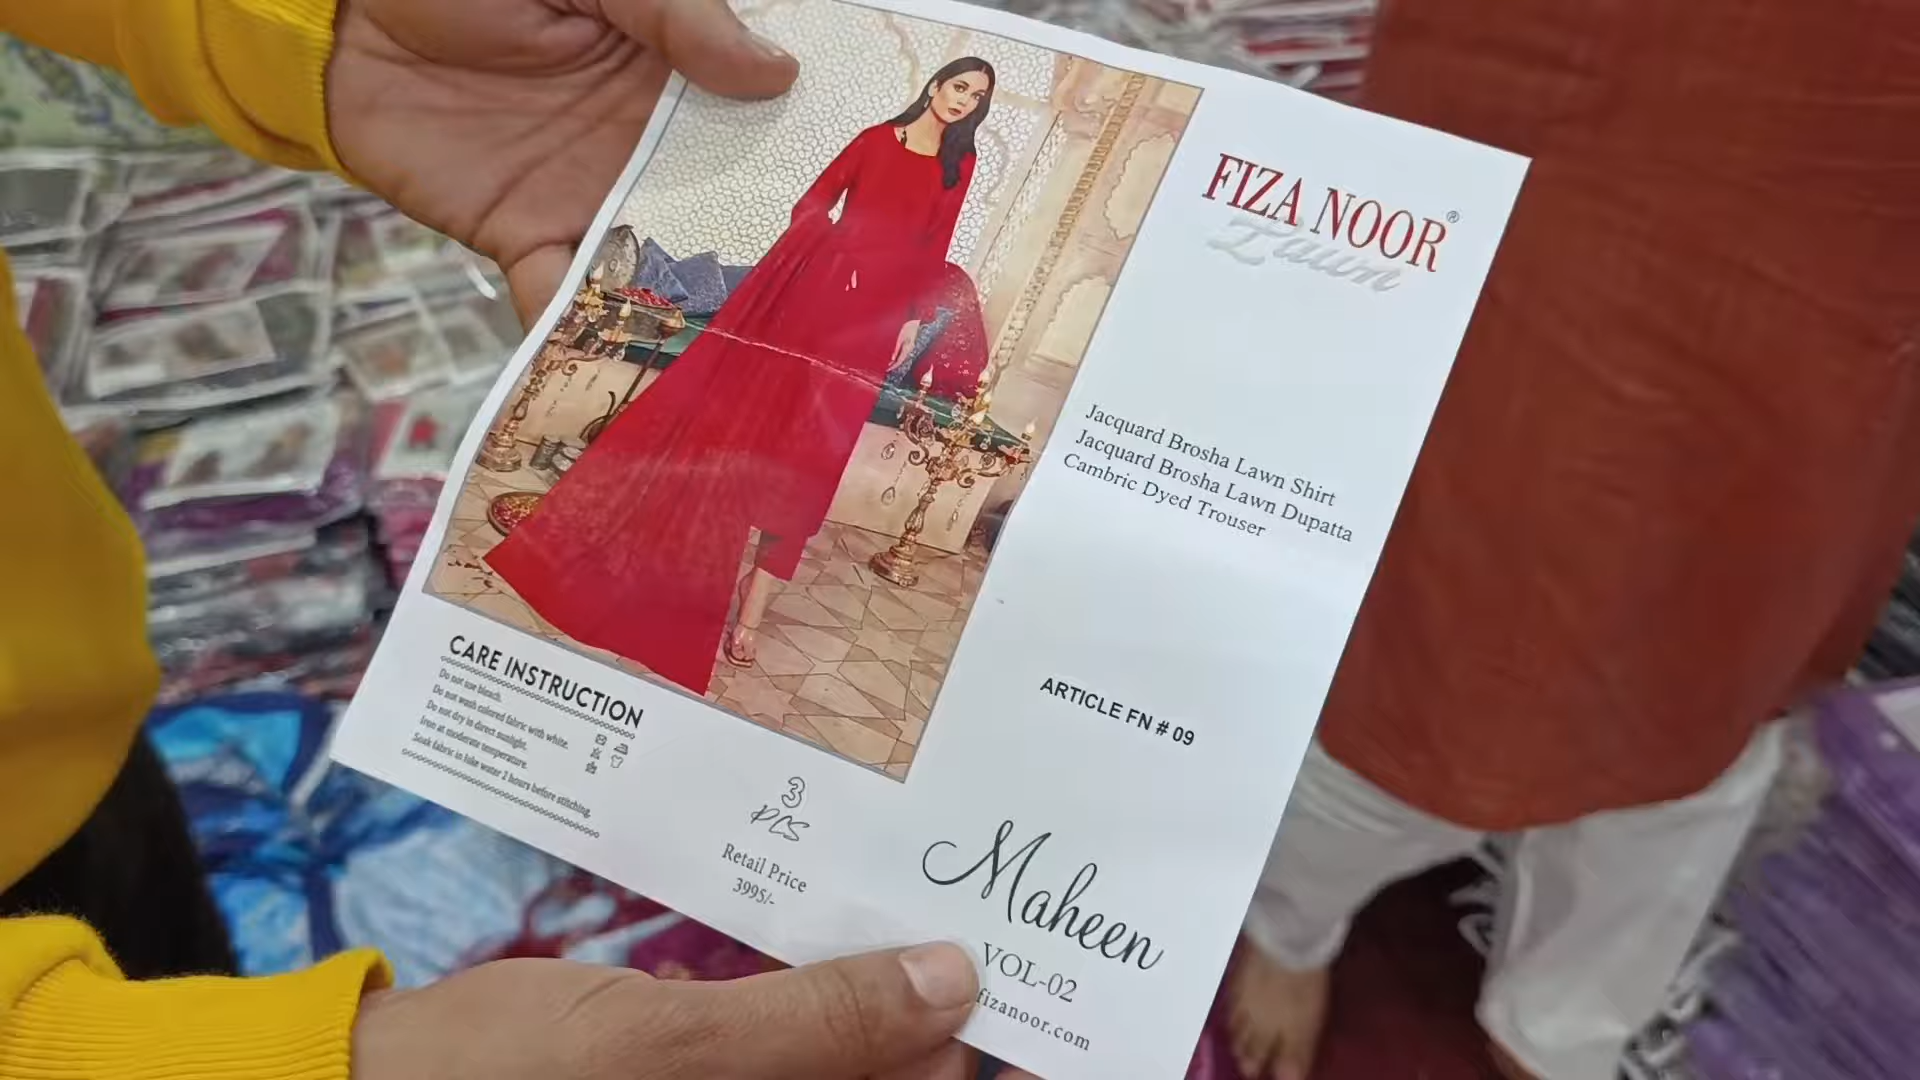 FIZA NOOR®
Lawn
Jacquard Brosha Lawn Shirt
Jacquard Brosha Lawn Dupatta
Cambric Dyed Trouser
ARTICLE FN # 09
CARE INSTRUCTION
Do not use bleach.
Do not wash colored fabric with white.
Do not dry in direct sunlight.
Iron at moderate temperature.
Soak fabric in luke water 2 hours before stitching.
3
PCS
Retail Price
3995/-
Maheen
VOL-02
fizanoor.com